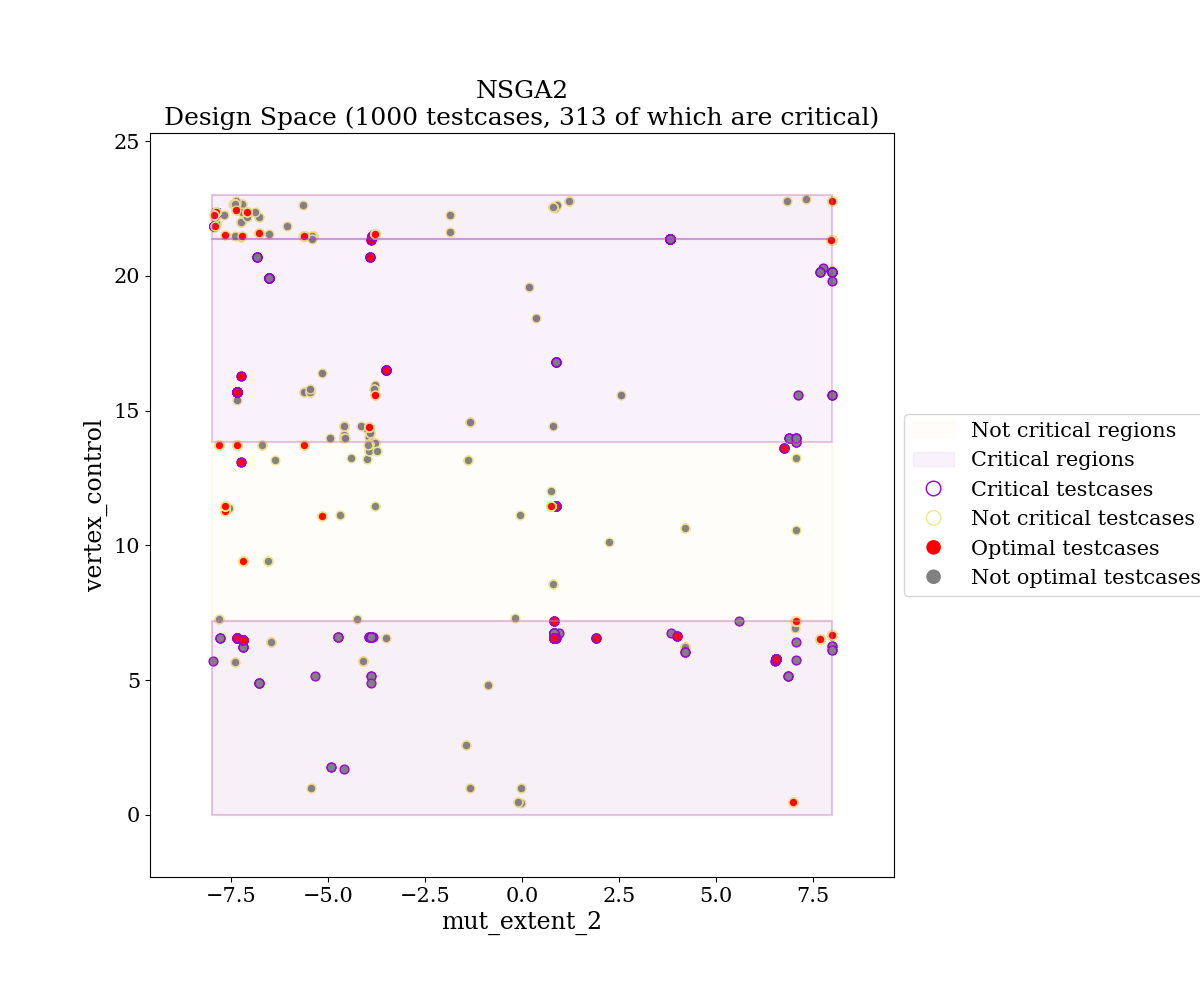 NSGA2
Design Space (1000 testcases, 313 of which are critical)
25
20
15
10
5
0
vertex_control
−7.5
−5.0
−2.5
0.0
2.5
5.0
7.5
mut_extent_2
Not critical regions
Critical regions
Critical testcases
Not critical testcases
Optimal testcases
Not optimal testcases